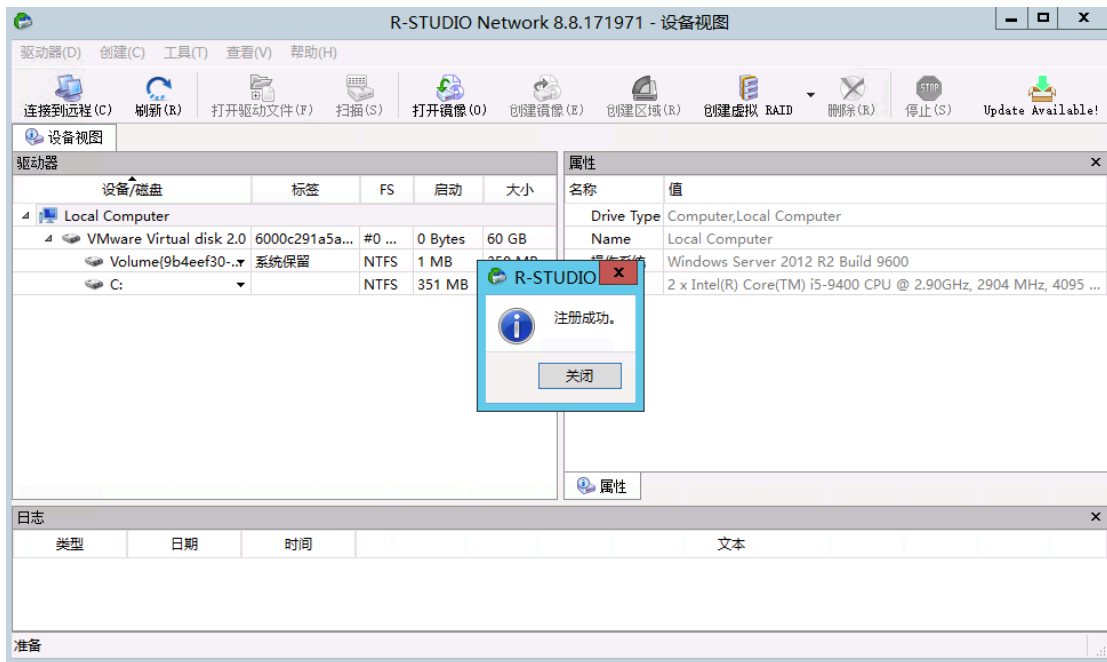 R-STUDIO Network 8.8.171971 - 设备视图
驱动器(D) 创建(C) 工具(T) 查看(V) 帮助(H)
连接到远程(C) 刷新(R) 打开驱动文件(F) 扫描(S) 打开镜像(O) 创建镜像(E) 创建区域(R) 创建虚拟 RAID 删除(R) 停止(S) Update Available!
STOP
设备视图
驱动器
设备/磁盘 标签 FS 启动 大小
Local Computer
VMware Virtual disk 2.0 6000c291a5a... #0 ... 0 Bytes 60 GB
Volume{9b4eef30-.. 系统保留 NTFS 1 MB
C: NTFS 351 MB
属性
名称 值
Drive Type Computer,Local Computer
Name Local Computer
Windows Server 2012 R2 Build 9600
2 x Intel(R) Core(TM) i5-9400 CPU @ 2.90GHz, 2904 MHz, 4095 ...
R-STUDIO
注册成功。
关闭
属性
日志
类型 日期 时间 文本
准备